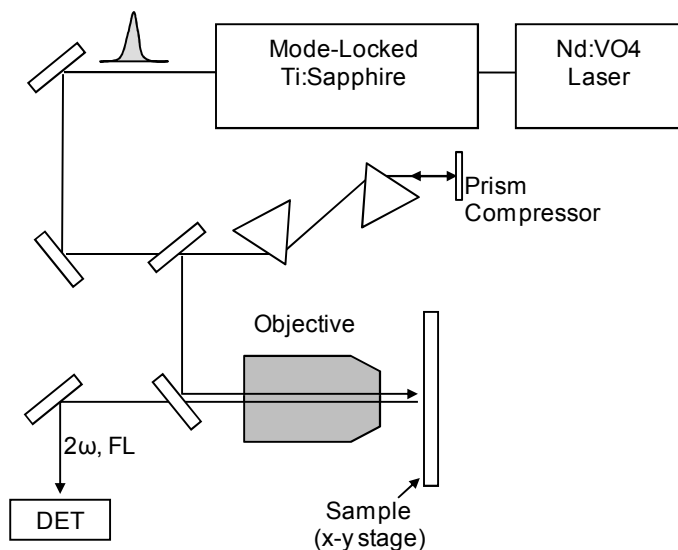 Mode-Locked
Ti:Sapphire
Nd:VO4
Laser
Prism
Compressor
Objective
2ω, FL
DET
Sample
(x-y stage)